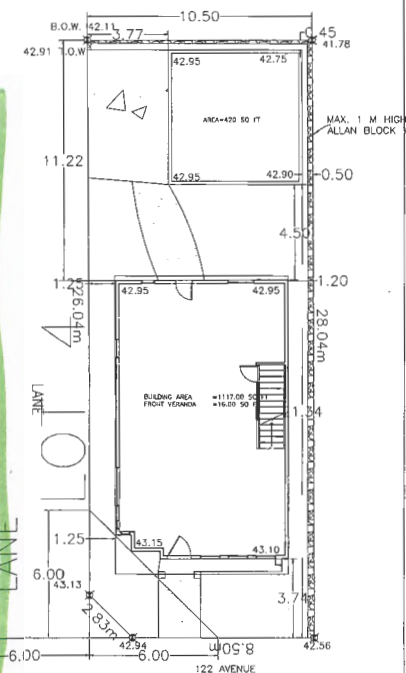 10.50
B.O.W. 42.11
3.77
0.45
42.91 T.O.W
41.78
42.95
42.75
AREA=420 SQ FT
MAX. 1 M HIGH
ALLAN BLOCK
11.22
42.95
42.90
0.50
4.50
1.25
1.20
42.95
42.95
26.04m
28.04m
4
LANE
LOT
BUILDING AREA =1117.00 SQ FT
FRONT VERANDA =16.00 SQ F
1.34
LANE
1.25
43.15
43.10
6.00
43.13
3.74
2.83m
42.94
8.50m
42.56
6.00
6.00
122 AVENUE